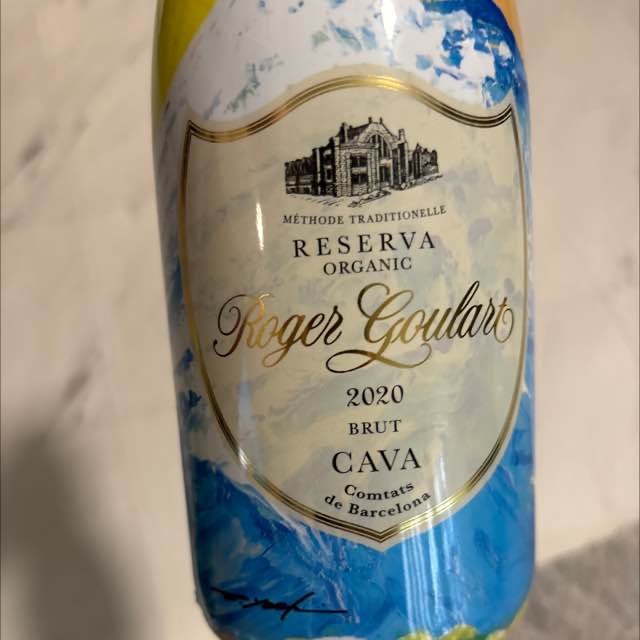 MÉTHODE TRADITIONELLE
RESERVA
ORGANIC
Roger Goulart
2020
BRUT
CAVA
Comtats
de Barcelona